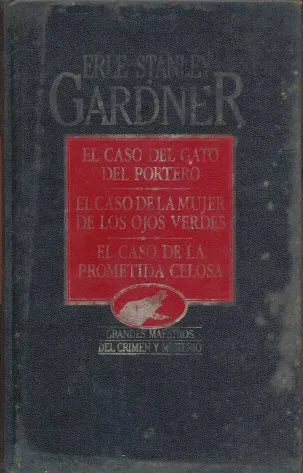 ERLE STANLEY
GARDNER
EL CASO DEL GATO
DEL PORTERO
EL CASO DE LA MUJER
DE LOS OJOS VERDES
EL CASO DE LA
PROMETIDA CELOSA
GRANDES MAESTROS
DEL CRIMEN Y MISTERIO